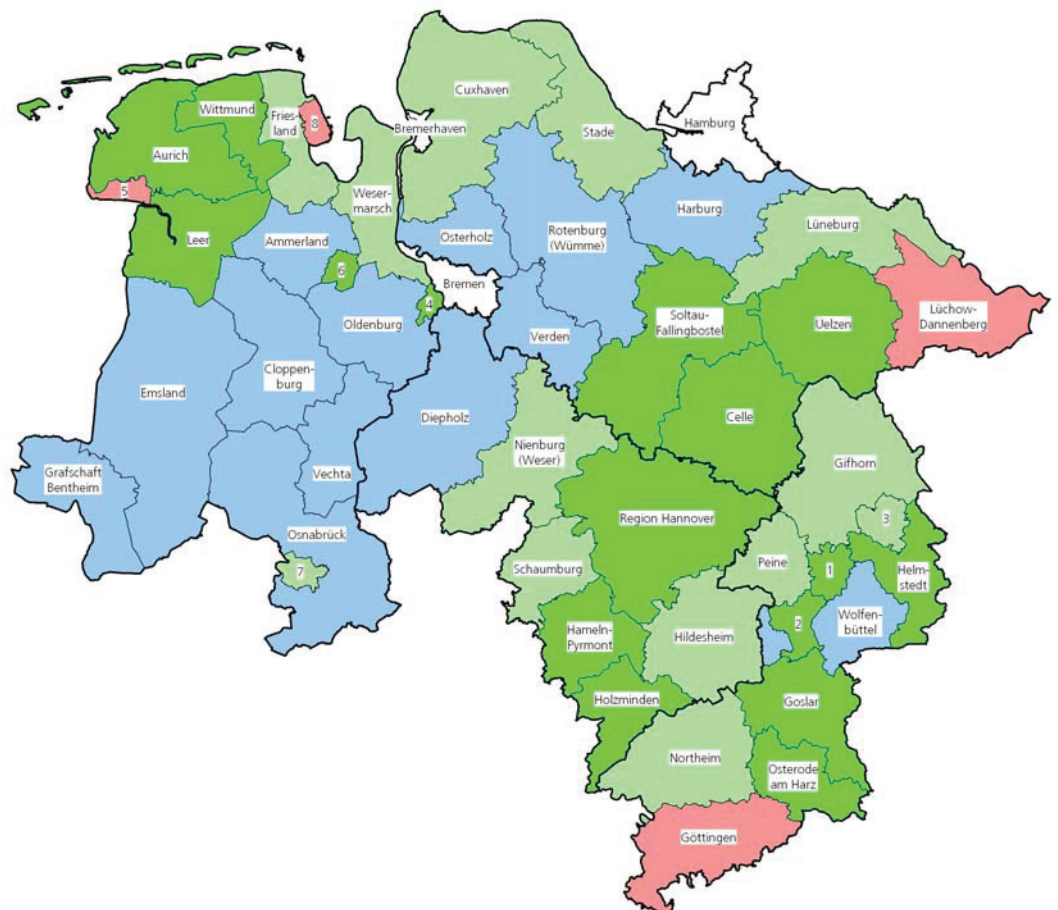 Cuxhaven
Wittmund
Fries-
land
8
Bremerhaven
Hamburg
Stade
Aurich
5
Weser-
marsch
Harburg
Lüneburg
Leer
Ammerland
Osterholz
Rotenburg
(Wümme)
6
Bremen
4
Oldenburg
Verden
Soltau-
Fallingbostel
Uelzen
Lüchow-
Dannenberg
Cloppen-
burg
Emsland
Diepholz
Celle
Nienburg
(Weser)
Gifhorn
Grafschaft
Bentheim
Vechta
Region Hannover
3
Osnabrück
7
Schaumburg
Peine
1
Helm-
stedt
Wolfen-
büttel
2
Hameln-
Pyrmont
Hildesheim
Holzminden
Goslar
Northeim
Osterode
am Harz
Göttingen